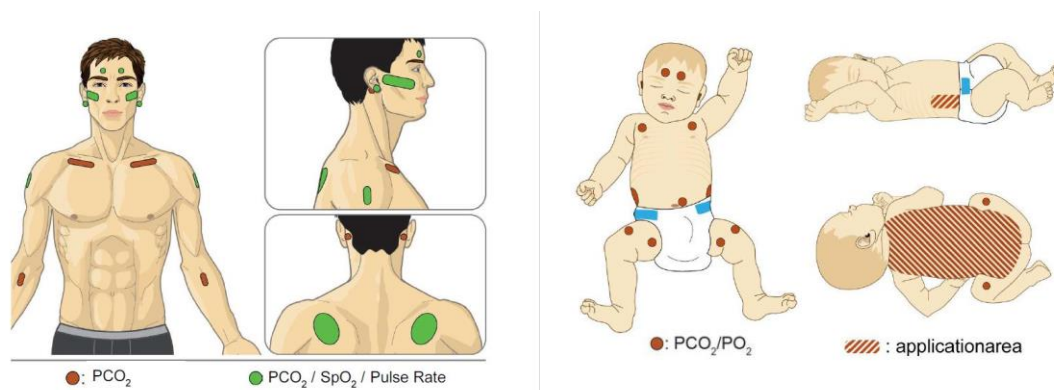 : PCO₂
: PCO₂ / SpO₂ / Pulse Rate
: PCO₂/PO₂
: applicationarea